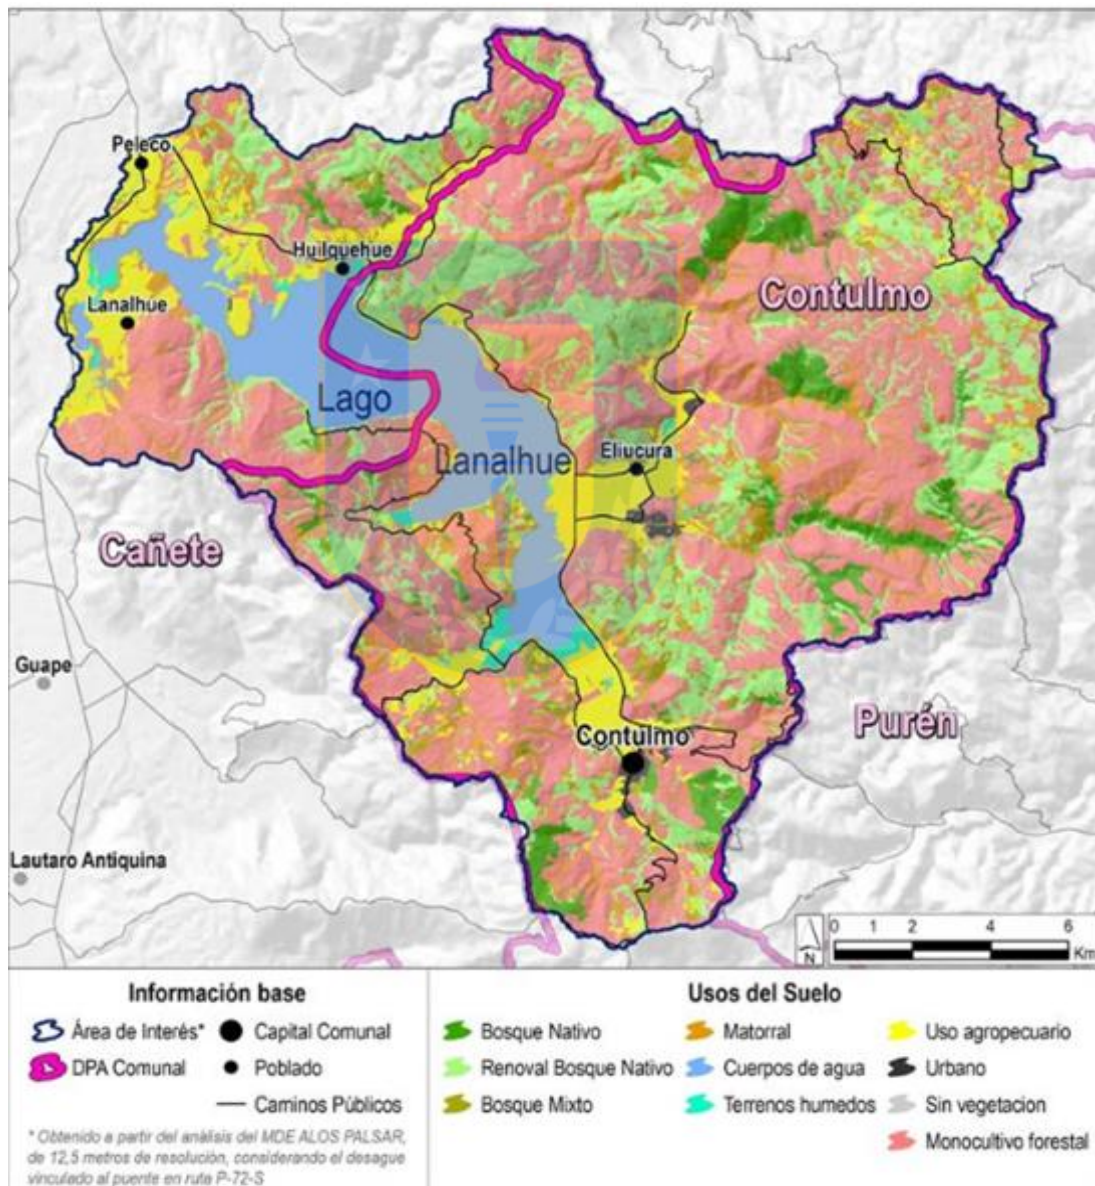 Peleco
Huilquehue
Lanalhue
Contulmo
Lago
Lanalhue
Eliucura
Cañete
Guape
Purén
Contulmo
Lautaro Antiquina
0 1 2 4 6
Km
N
Información base
Área de Interés*
Capital Comunal
DPA Comunal
Poblado
Caminos Públicos
* Obtenido a partir del análisis del MDE ALOS PALSAR,
de 12,5 metros de resolución, considerando el desague
vinculado al puente en ruta P-72-S
Usos del Suelo
Bosque Nativo
Matorral
Uso agropecuario
Renoval Bosque Nativo
Cuerpos de agua
Urbano
Bosque Mixto
Terrenos humedos
Sin vegetacion
Monocultivo forestal